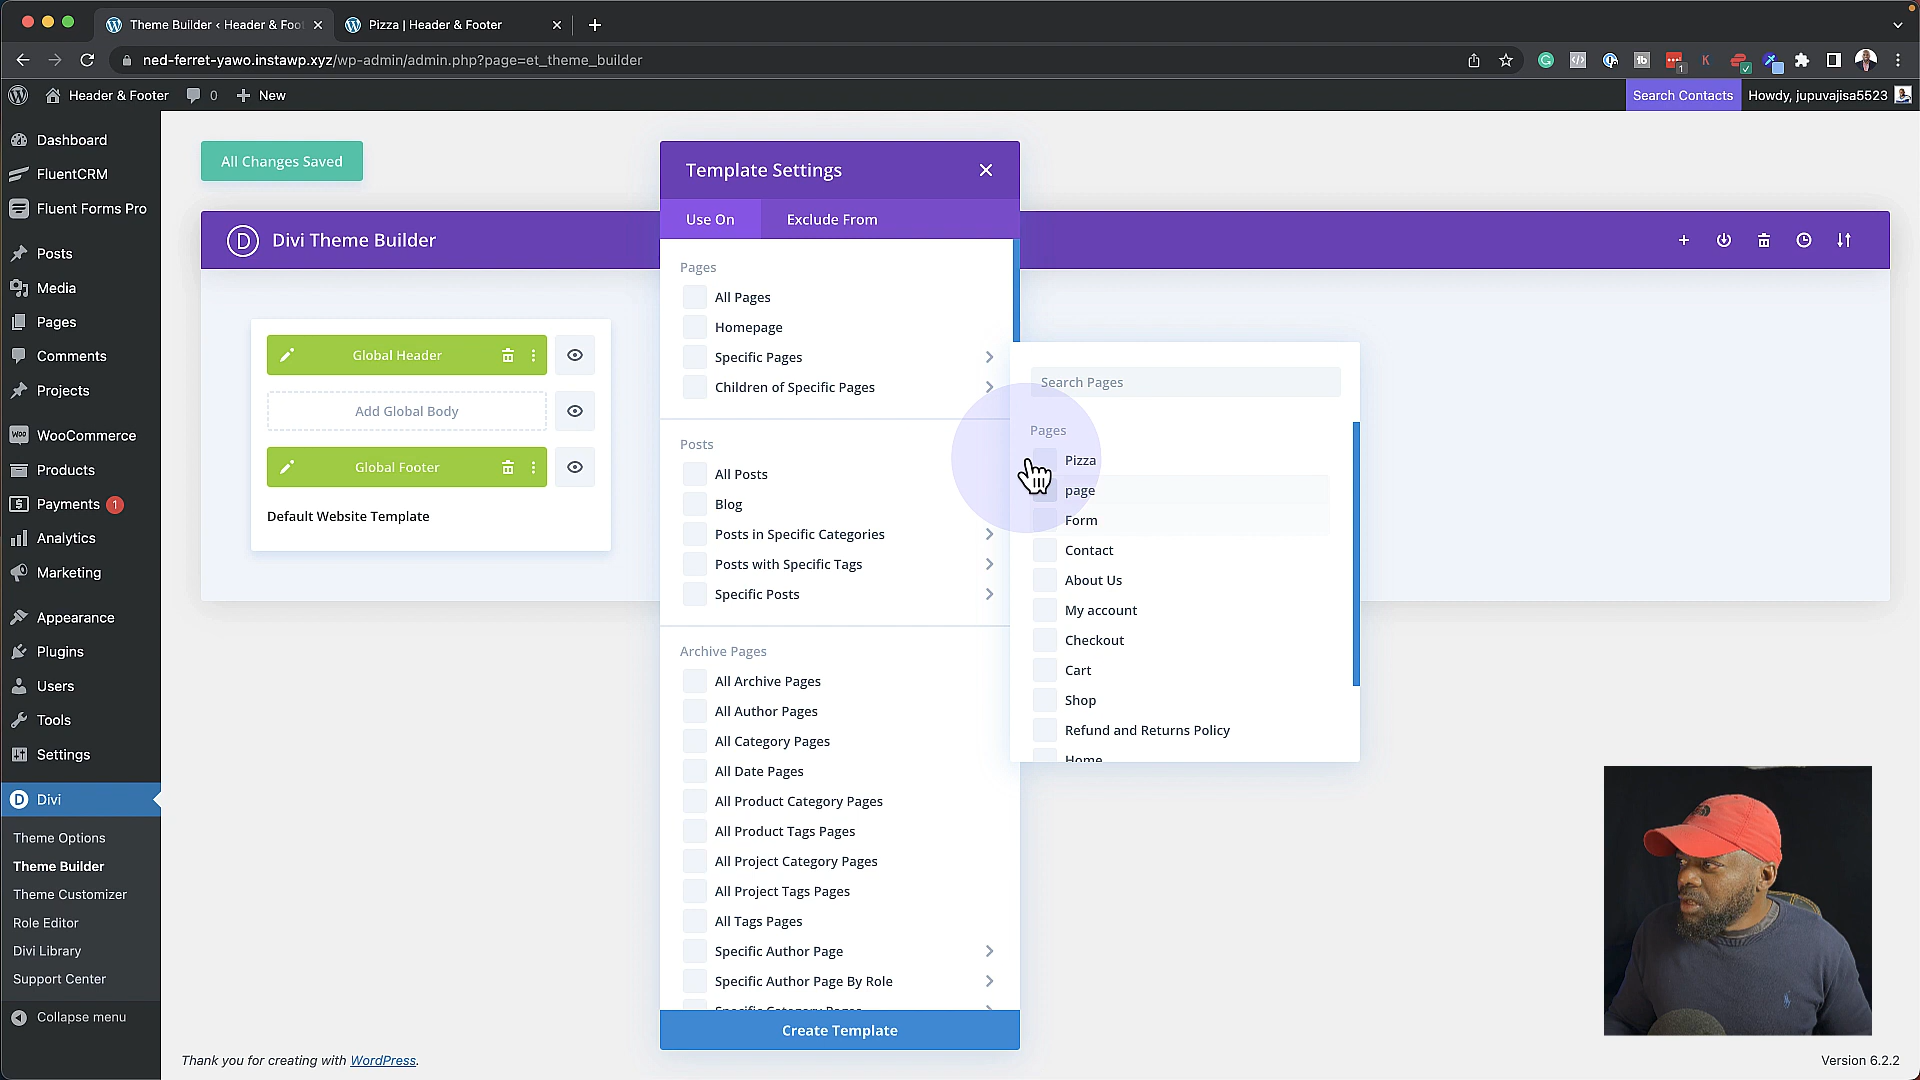 Theme Builder ‹ Header & Foo
Pizza | Header & Footer
ned-ferret-yawo.instawp.xyz/wp-admin/admin.php?page=et_theme_builder
Header & Footer
0
New
Search Contacts
Howdy, jupuvajisa5523
Dashboard
FluentCRM
Fluent Forms Pro
Posts
Media
Pages
Comments
Projects
WooCommerce
Products
Payments 1
Analytics
Marketing
Appearance
Plugins
Users
Tools
Settings
Divi
Theme Options
Theme Builder
Theme Customizer
Role Editor
Divi Library
Support Center
Collapse menu
All Changes Saved
Divi Theme Builder
Global Header
Add Global Body
Global Footer
Default Website Template
Template Settings
Use On
Exclude From
Pages
All Pages
Homepage
Specific Pages
Children of Specific Pages
Posts
All Posts
Blog
Posts in Specific Categories
Posts with Specific Tags
Specific Posts
Archive Pages
All Archive Pages
All Author Pages
All Category Pages
All Date Pages
All Product Category Pages
All Product Tags Pages
All Project Category Pages
All Project Tags Pages
All Tags Pages
Specific Author Page
Specific Author Page By Role
Specific Category Pages
Create Template
Search Pages
Pages
Pizza
page
Form
Contact
About Us
My account
Checkout
Cart
Shop
Refund and Returns Policy
Home
Thank you for creating with WordPress.
Version 6.2.2